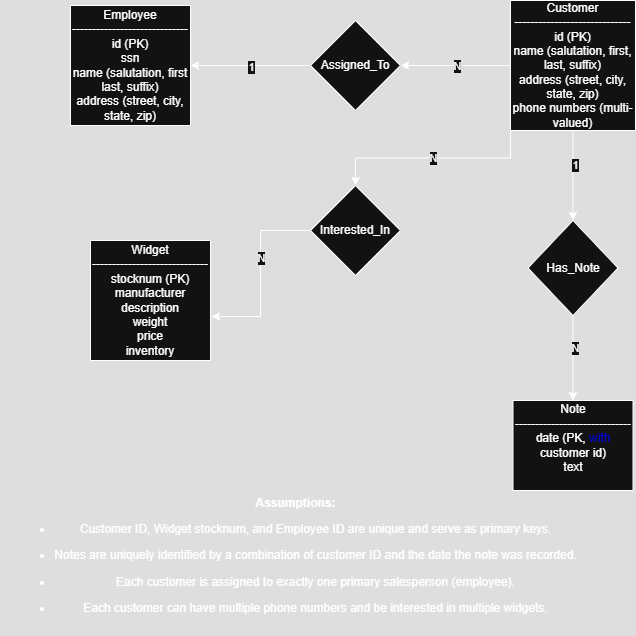 Employee
id (PK)
ssn
name (salutation, first
last, suffix)
address (street, city,
state, zip)
1
Assigned_To
N
Customer
id (PK)
name (salutation, first,
last, suffix)
address (street, city,
state, zip)
phone numbers (multi-
valued)
N
1
Interested_In
N
Has_Note
N
Widget
stocknum (PK)
manufacturer
description
weight
price
inventory
Note
date (PK, with
customer id)
text
Assumptions:
Customer ID, Widget stocknum, and Employee ID are unique and serve as primary keys.
Notes are uniquely identified by a combination of customer ID and the date the note was recorded.
Each customer is assigned to exactly one primary salesperson (employee).
Each customer can have multiple phone numbers and be interested in multiple widgets.